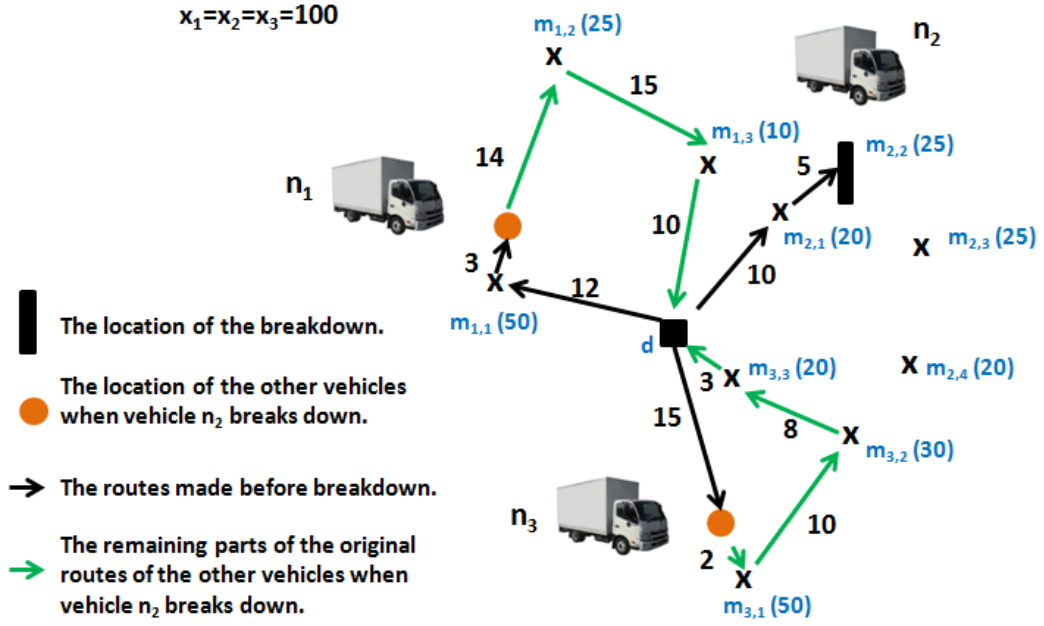 x₁=x₂=x₃=100
m₁,₂ (25)
n₂
15
m₁,₃ (10)
m₂,₂ (25)
14
5
n₁
10
m₂,₁ (20)
m₂,₃ (25)
3
10
12
m₁,₁ (50)
The location of the breakdown.
d
m₃,₃ (20)
m₂,₄ (20)
3
The location of the other vehicles
when vehicle n₂ breaks down.
15
8
m₃,₂ (30)
The routes made before breakdown.
n₃
10
The remaining parts of the original
routes of the other vehicles when
vehicle n₂ breaks down.
2
m₃,₁ (50)